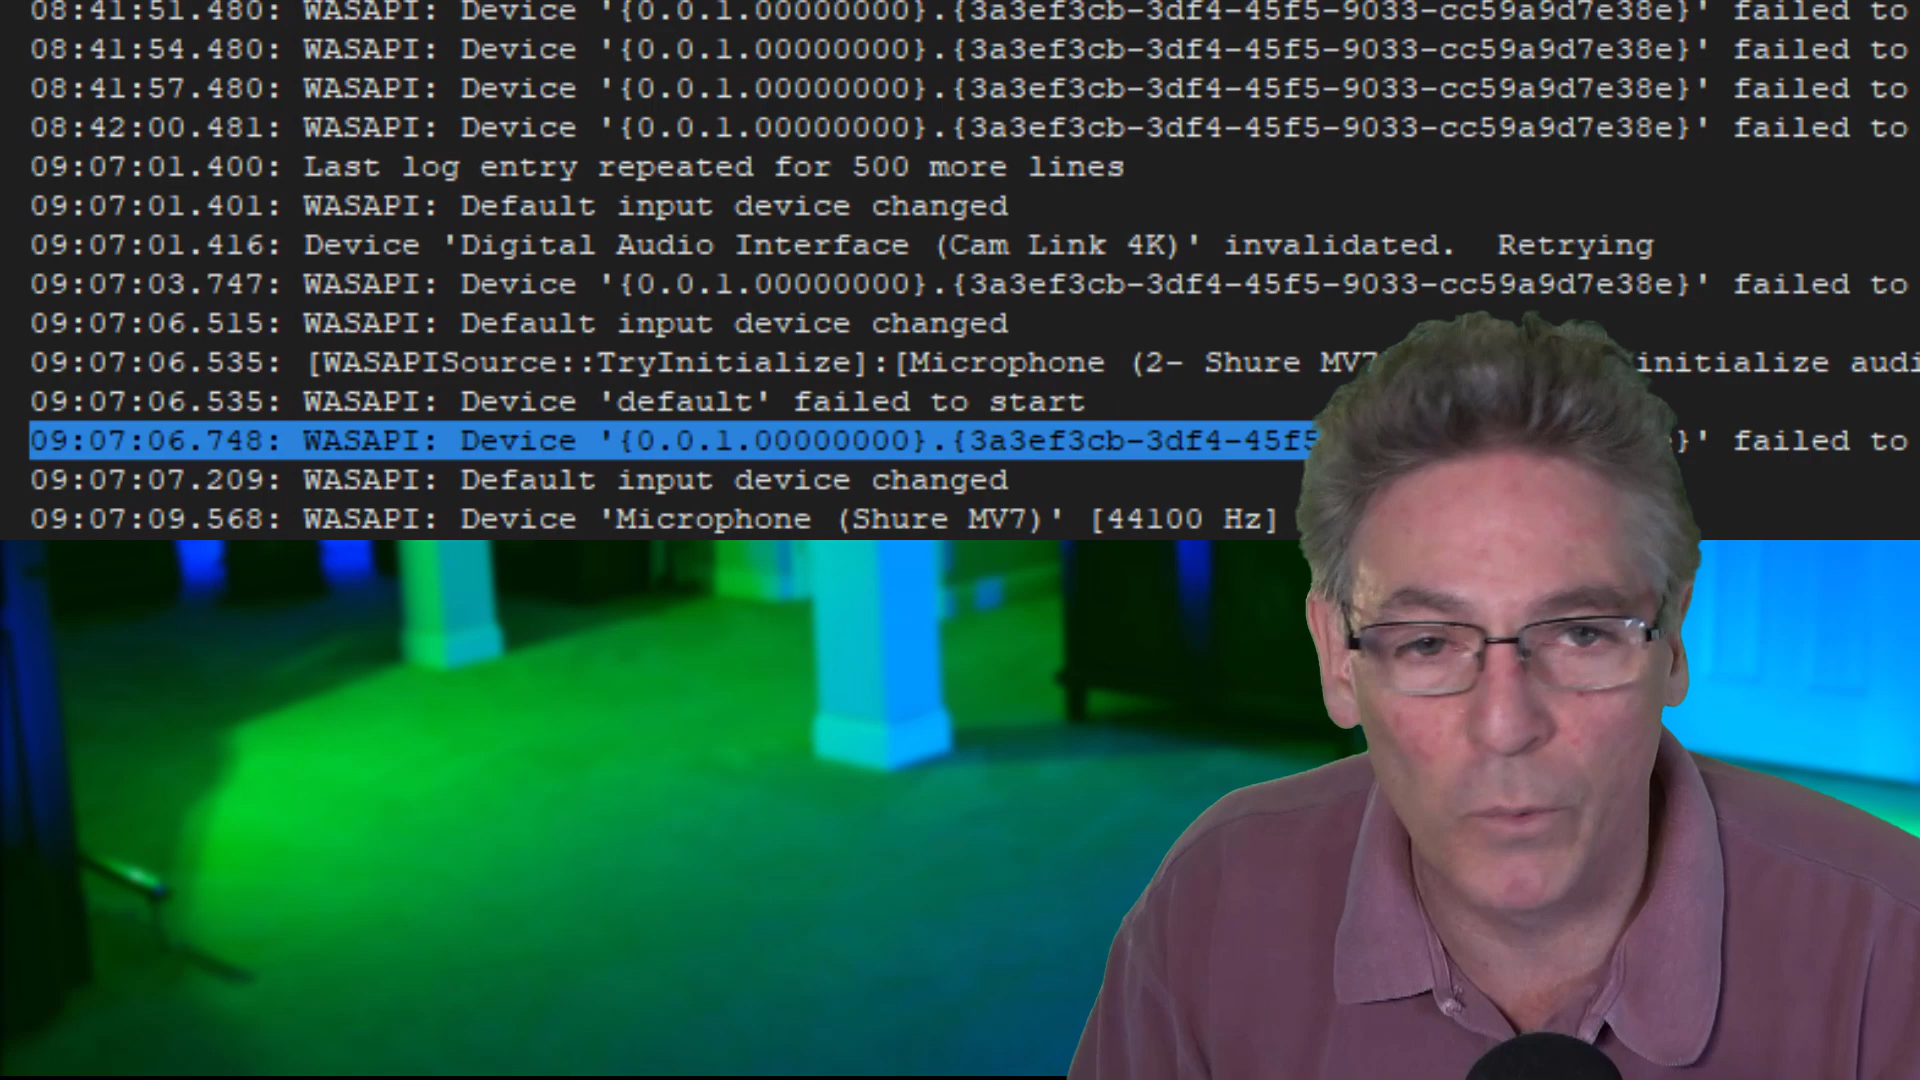 08:41:51.480: WASAPI: Device '{0.0.1.00000000}.{3a3ef3cb-3df4-45f5-9033-cc59a9d7e38e}' failed to
08:41:54.480: WASAPI: Device '{0.0.1.00000000}.{3a3ef3cb-3df4-45f5-9033-cc59a9d7e38e}' failed to
08:41:57.480: WASAPI: Device '{0.0.1.00000000}.{3a3ef3cb-3df4-45f5-9033-cc59a9d7e38e}' failed to
08:42:00.481: WASAPI: Device '{0.0.1.00000000}.{3a3ef3cb-3df4-45f5-9033-cc59a9d7e38e}' failed to
09:07:01.400: Last log entry repeated for 500 more lines
09:07:01.401: WASAPI: Default input device changed
09:07:01.416: Device 'Digital Audio Interface (Cam Link 4K)' invalidated.  Retrying
09:07:03.747: WASAPI: Device '{0.0.1.00000000}.{3a3ef3cb-3df4-45f5-9033-cc59a9d7e38e}' failed to
09:07:06.515: WASAPI: Default input device changed
09:07:06.535: [WASAPISource::TryInitialize]:[Microphone (2- Shure MV7 initialize audi
09:07:06.535: WASAPI: Device 'default' failed to start
09:07:06.748: WASAPI: Device '{0.0.1.00000000}.{3a3ef3cb-3df4-45f5 }' failed to
09:07:07.209: WASAPI: Default input device changed
09:07:09.568: WASAPI: Device 'Microphone (Shure MV7)' [44100 Hz]